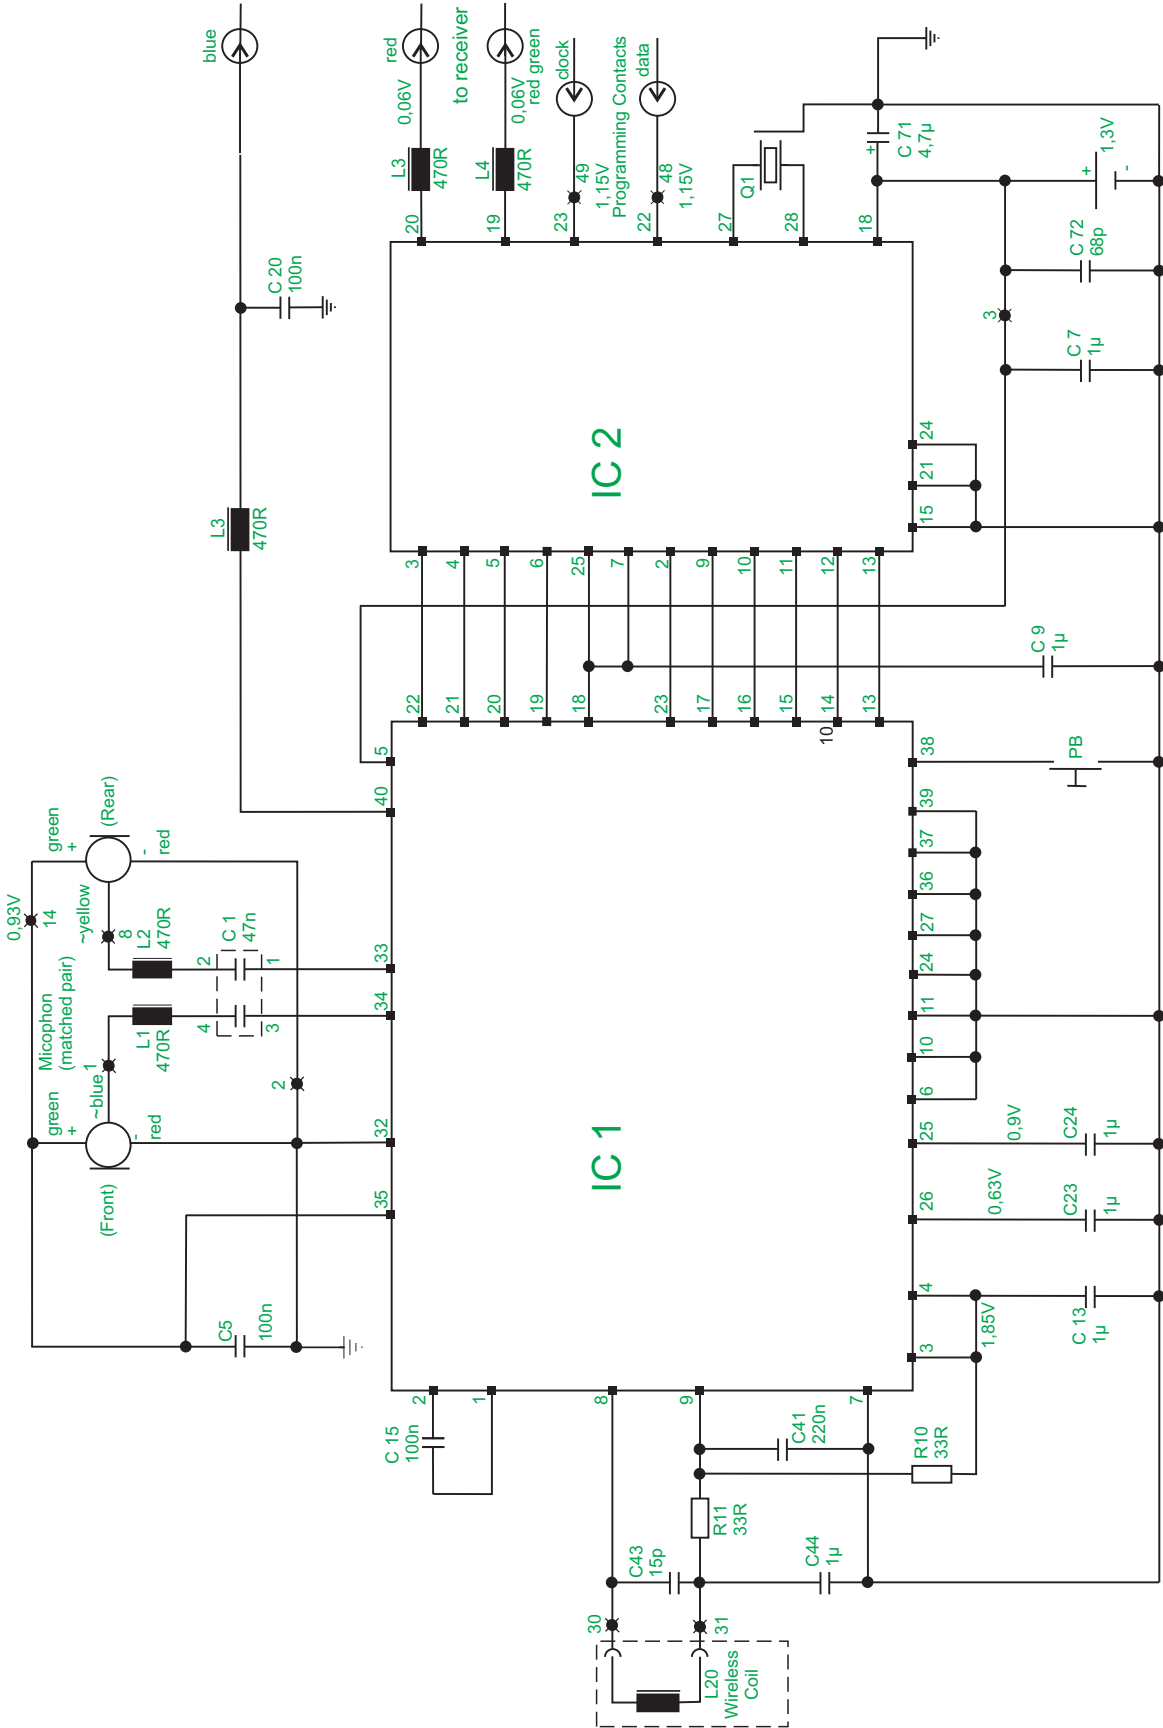 blue
red
0,06V
to receiver
0,06V
red green
clock
Programming Contacts
data
L3
470R
L4
470R
49
1,15V
48
1,15V
20
19
23
22
Q1
27
28
18
C 71
4,7µ
+
1,3V
+
-
C 20
100n
C 72
68p
3
C 7
1µ
L3
470R
IC 2
24
21
15
3
4
5
6
25
7
2
9
10
11
12
13
C 9
1µ
22
21
20
19
18
23
17
16
15
14
13
10
5
40
38
PB
39
37
36
27
24
11
10
6
25
26
4
3
green
+
(Rear)
-
red
0,93V
14
~yellow
8
L2
470R
2
C 1
47n
1
33
Micophon
(matched pair)
L1
470R
4
3
34
green
+
~blue
1
-
red
(Front)
2
32
35
IC 1
0,9V
C24
1µ
0,63V
C23
1µ
1,85V
C 13
1µ
C5
100n
2
1
C 15
100n
8
9
7
C41
220n
R10
33R
R11
33R
C43
15p
C44
1µ
30
31
L20
Wireless
Coil